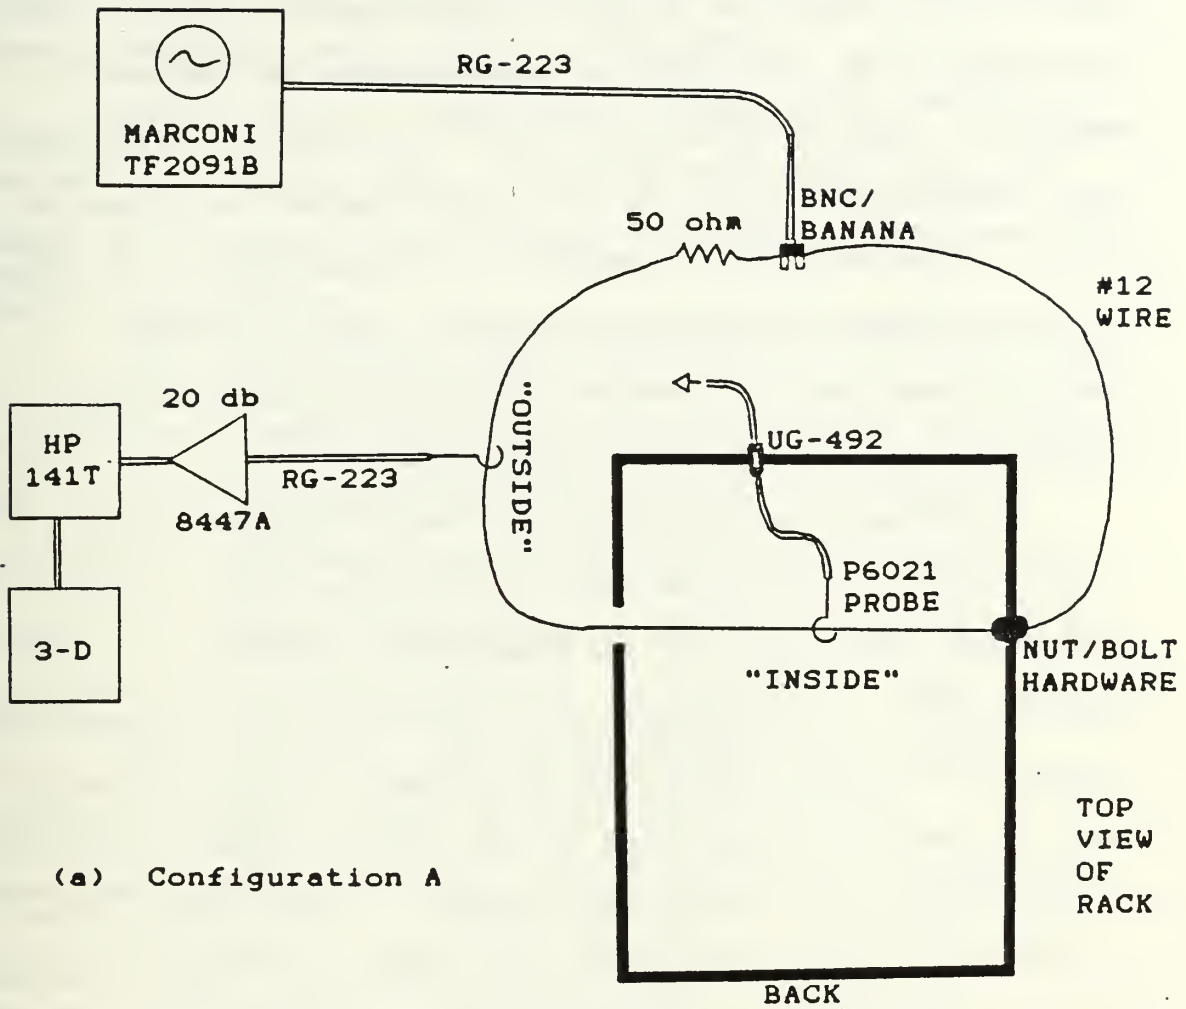 RG-223
MARCONI
TF2091B
BNC/
BANANA
50 ohm
#12
WIRE
20 db
HP
141T
RG-223
8447A
"OUTSIDE"
UG-492
P6021
PROBE
3-D
"INSIDE"
NUT/BOLT
HARDWARE
TOP
VIEW
OF
RACK
(a) Configuration A
BACK